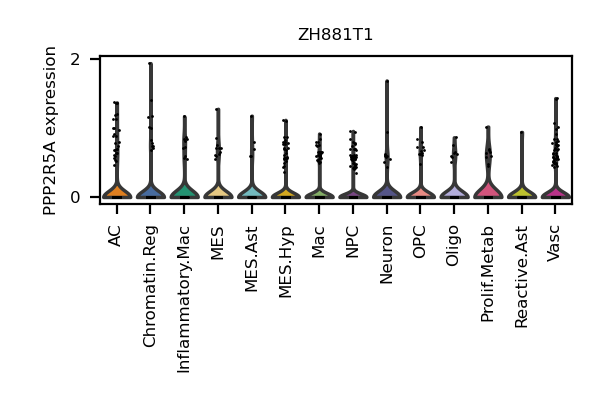 ZH881T1
PPP2R5A expression
2
0
AC
Chromatin.Reg
Inflammatory.Mac
MES
MES.Ast
MES.Hyp
Mac
NPC
Neuron
OPC
Oligo
Prolif.Metab
Reactive.Ast
Vasc